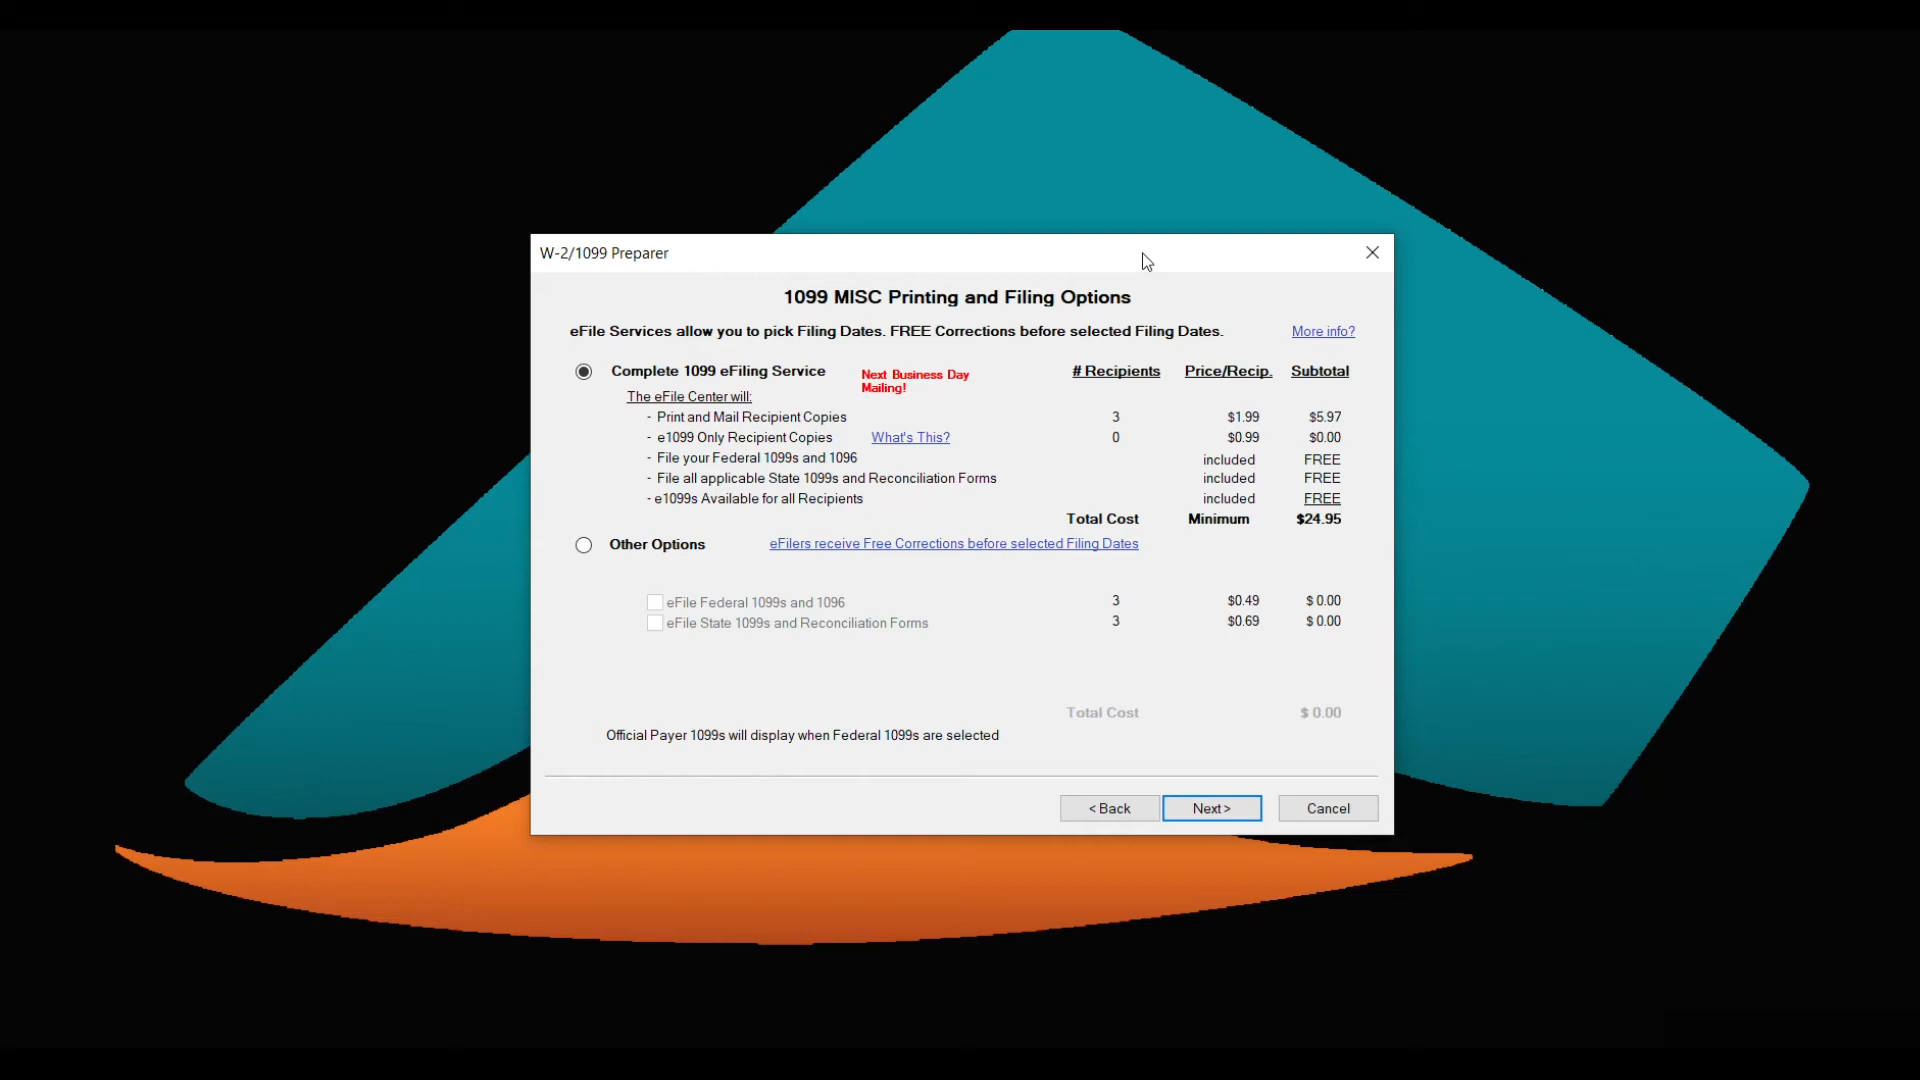 W-2/1099 Preparer
1099 MISC Printing and Filing Options
eFile Services allow you to pick Filing Dates. FREE Corrections before selected Filing Dates. More info?
Complete 1099 eFiling Service Next Business Day Mailing! # Recipients Price/Recip. Subtotal
The eFile Center will:
- Print and Mail Recipient Copies 3 $1.99 $5.97
- e1099 Only Recipient Copies What's This? 0 $0.99 $0.00
- File your Federal 1099s and 1096 included FREE
- File all applicable State 1099s and Reconciliation Forms included FREE
- e1099s Available for all Recipients included FREE
Total Cost Minimum $24.95
Other Options eFilers receive Free Corrections before selected Filing Dates
eFile Federal 1099s and 1096 3 $0.49 $ 0.00
eFile State 1099s and Reconciliation Forms 3 $0.69 $ 0.00
Total Cost $ 0.00
Official Payer 1099s will display when Federal 1099s are selected
< Back Next > Cancel